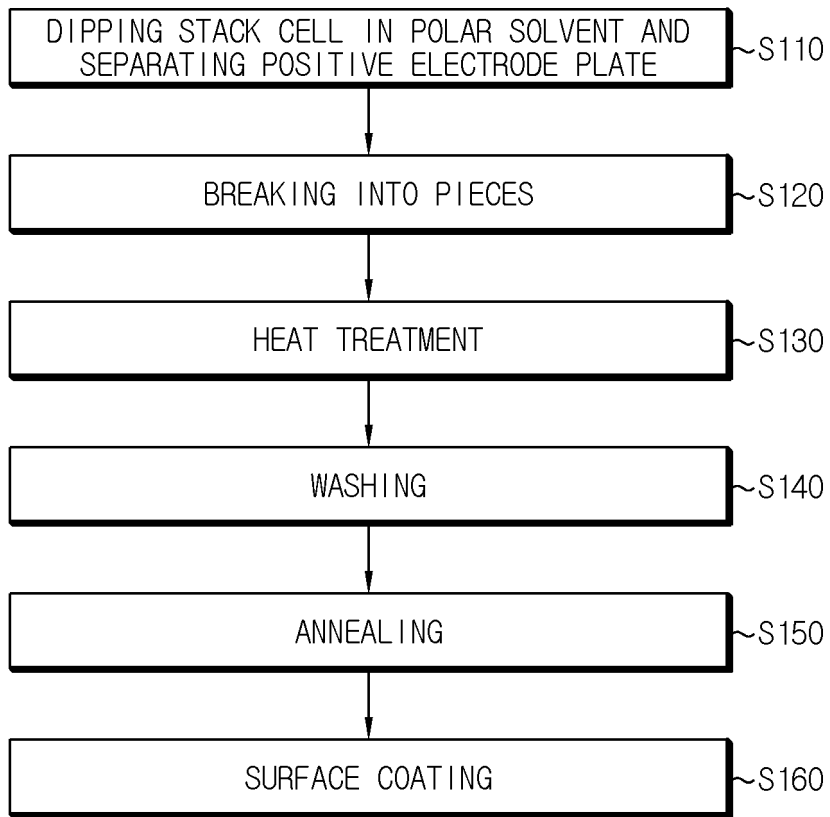 DIPPING STACK CELL IN POLAR SOLVENT AND
SEPARATING POSITIVE ELECTRODE PLATE
~S110
BREAKING INTO PIECES
~S120
HEAT TREATMENT
~S130
WASHING
~S140
ANNEALING
~S150
SURFACE COATING
~S160